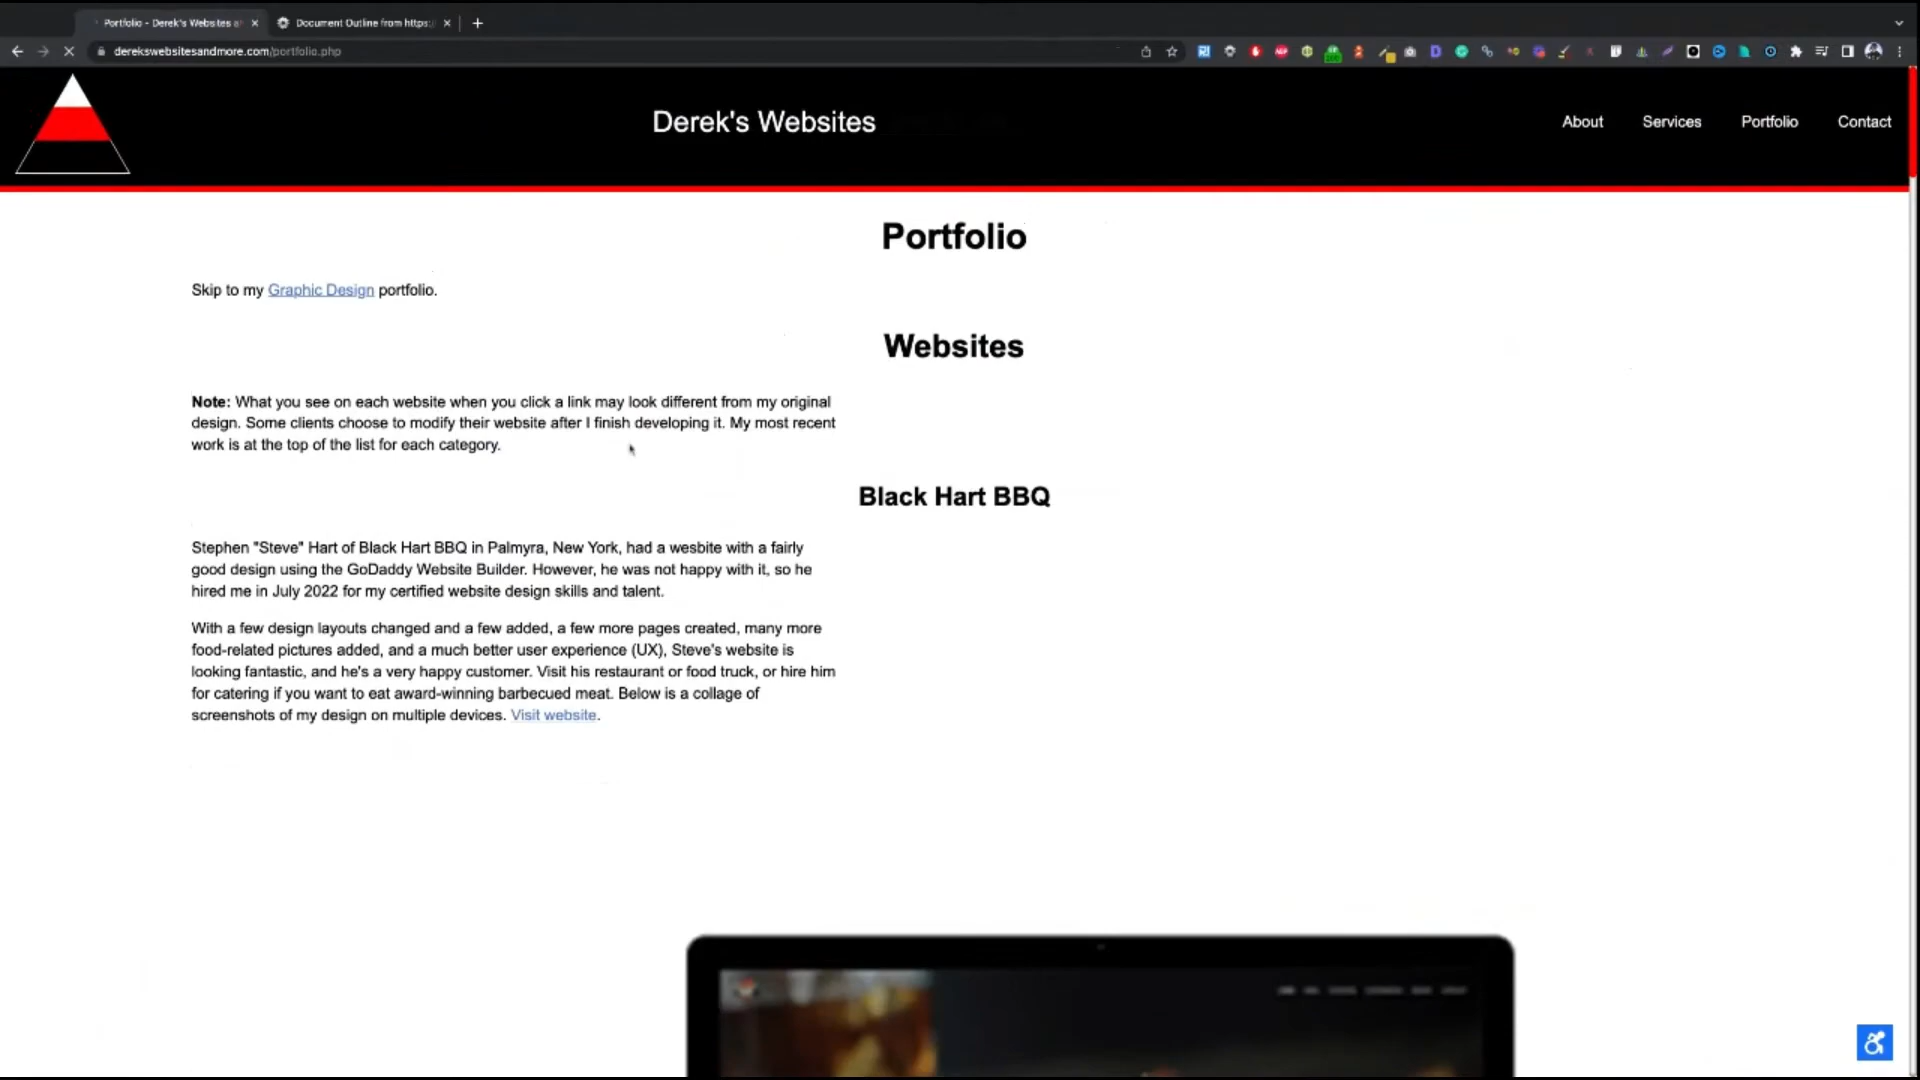 Portfolio - Derek's Websites a
Document Outline from https:
derekswebsitesandmore.com/portfolio.php
Derek's Websites
About
Services
Portfolio
Contact
Portfolio
Skip to my Graphic Design portfolio.
Websites
Note: What you see on each website when you click a link may look different from my original
design. Some clients choose to modify their website after I finish developing it. My most recent
work is at the top of the list for each category.
Black Hart BBQ
Stephen "Steve" Hart of Black Hart BBQ in Palmyra, New York, had a wesbite with a fairly
good design using the GoDaddy Website Builder. However, he was not happy with it, so he
hired me in July 2022 for my certified website design skills and talent.
With a few design layouts changed and a few added, a few more pages created, many more
food-related pictures added, and a much better user experience (UX), Steve's website is
looking fantastic, and he's a very happy customer. Visit his restaurant or food truck, or hire him
for catering if you want to eat award-winning barbecued meat. Below is a collage of
screenshots of my design on multiple devices. Visit website.